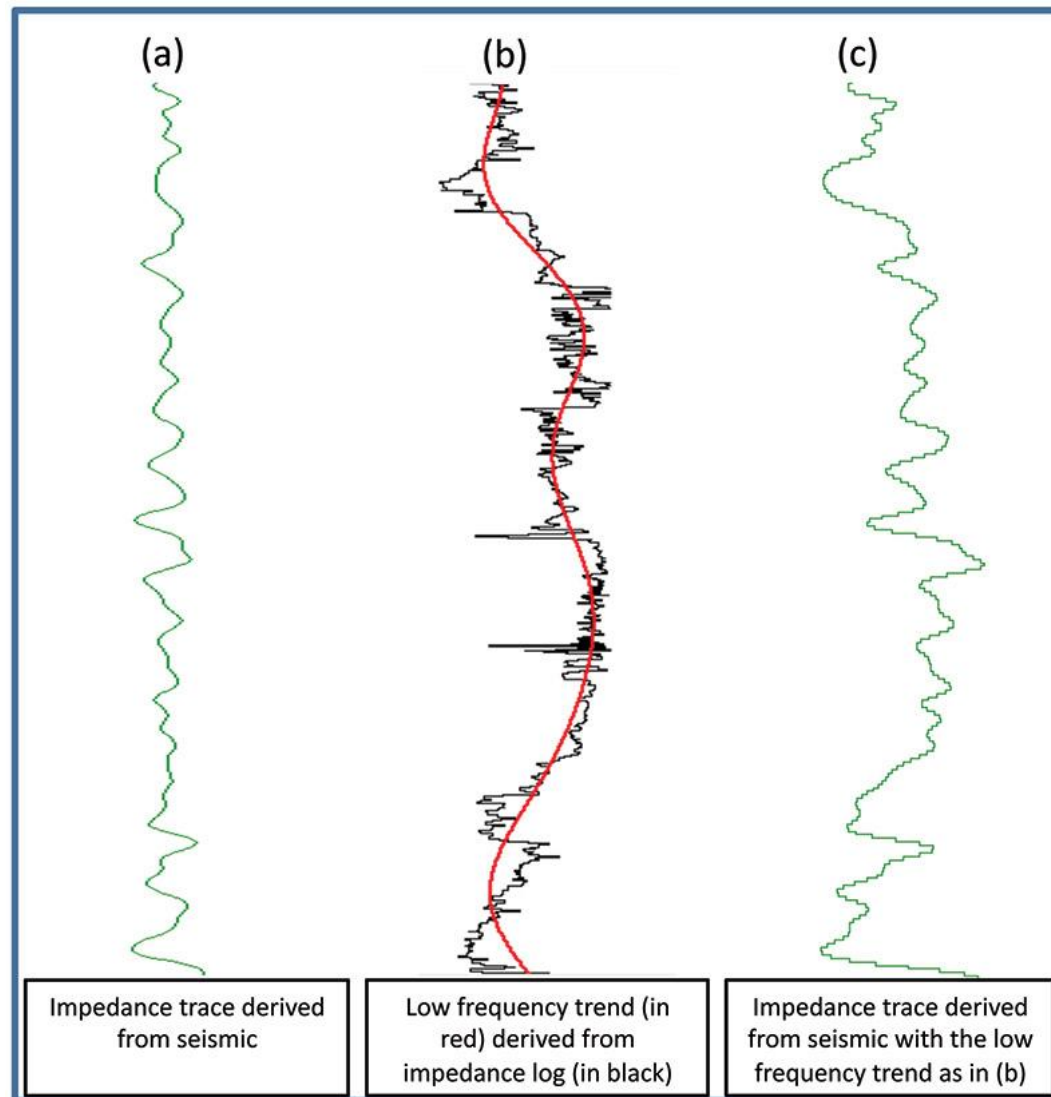 (a)
(b)
(c)
Impedance trace derived
from seismic
Low frequency trend (in
red) derived from
impedance log (in black)
Impedance trace derived
from seismic with the low
frequency trend as in (b)